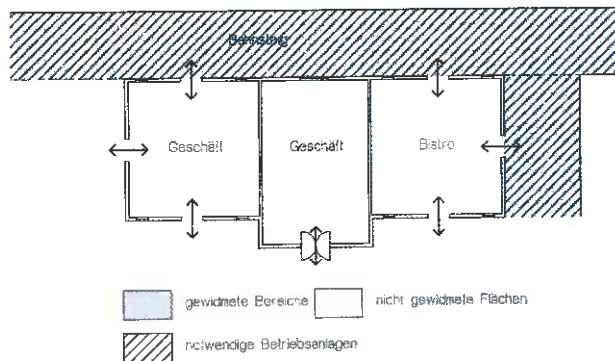 Bahnsteig
Geschäft Geschäft Bistro
gewidmete Bereiche nicht gewidmete Flächen
notwendige Betriebsanlagen